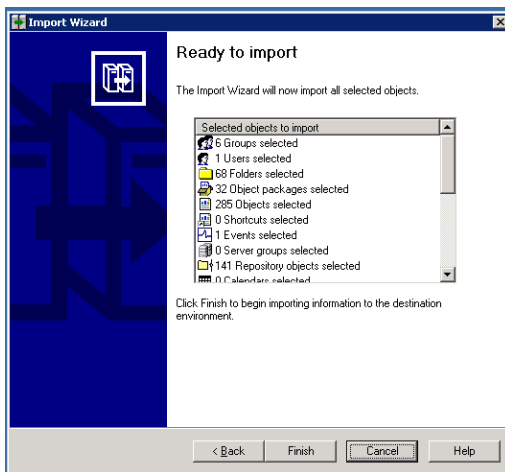 Import Wizard
Ready to import
The Import Wizard will now import all selected objects.
Selected objects to import
6 Groups selected
1 Users selected
68 Folders selected
32 Object packages selected
285 Objects selected
0 Shortcuts selected
1 Events selected
0 Server groups selected
141 Repository objects selected
0 Calendars selected
Click Finish to begin importing information to the destination
environment.
< Back
Finish
Cancel
Help